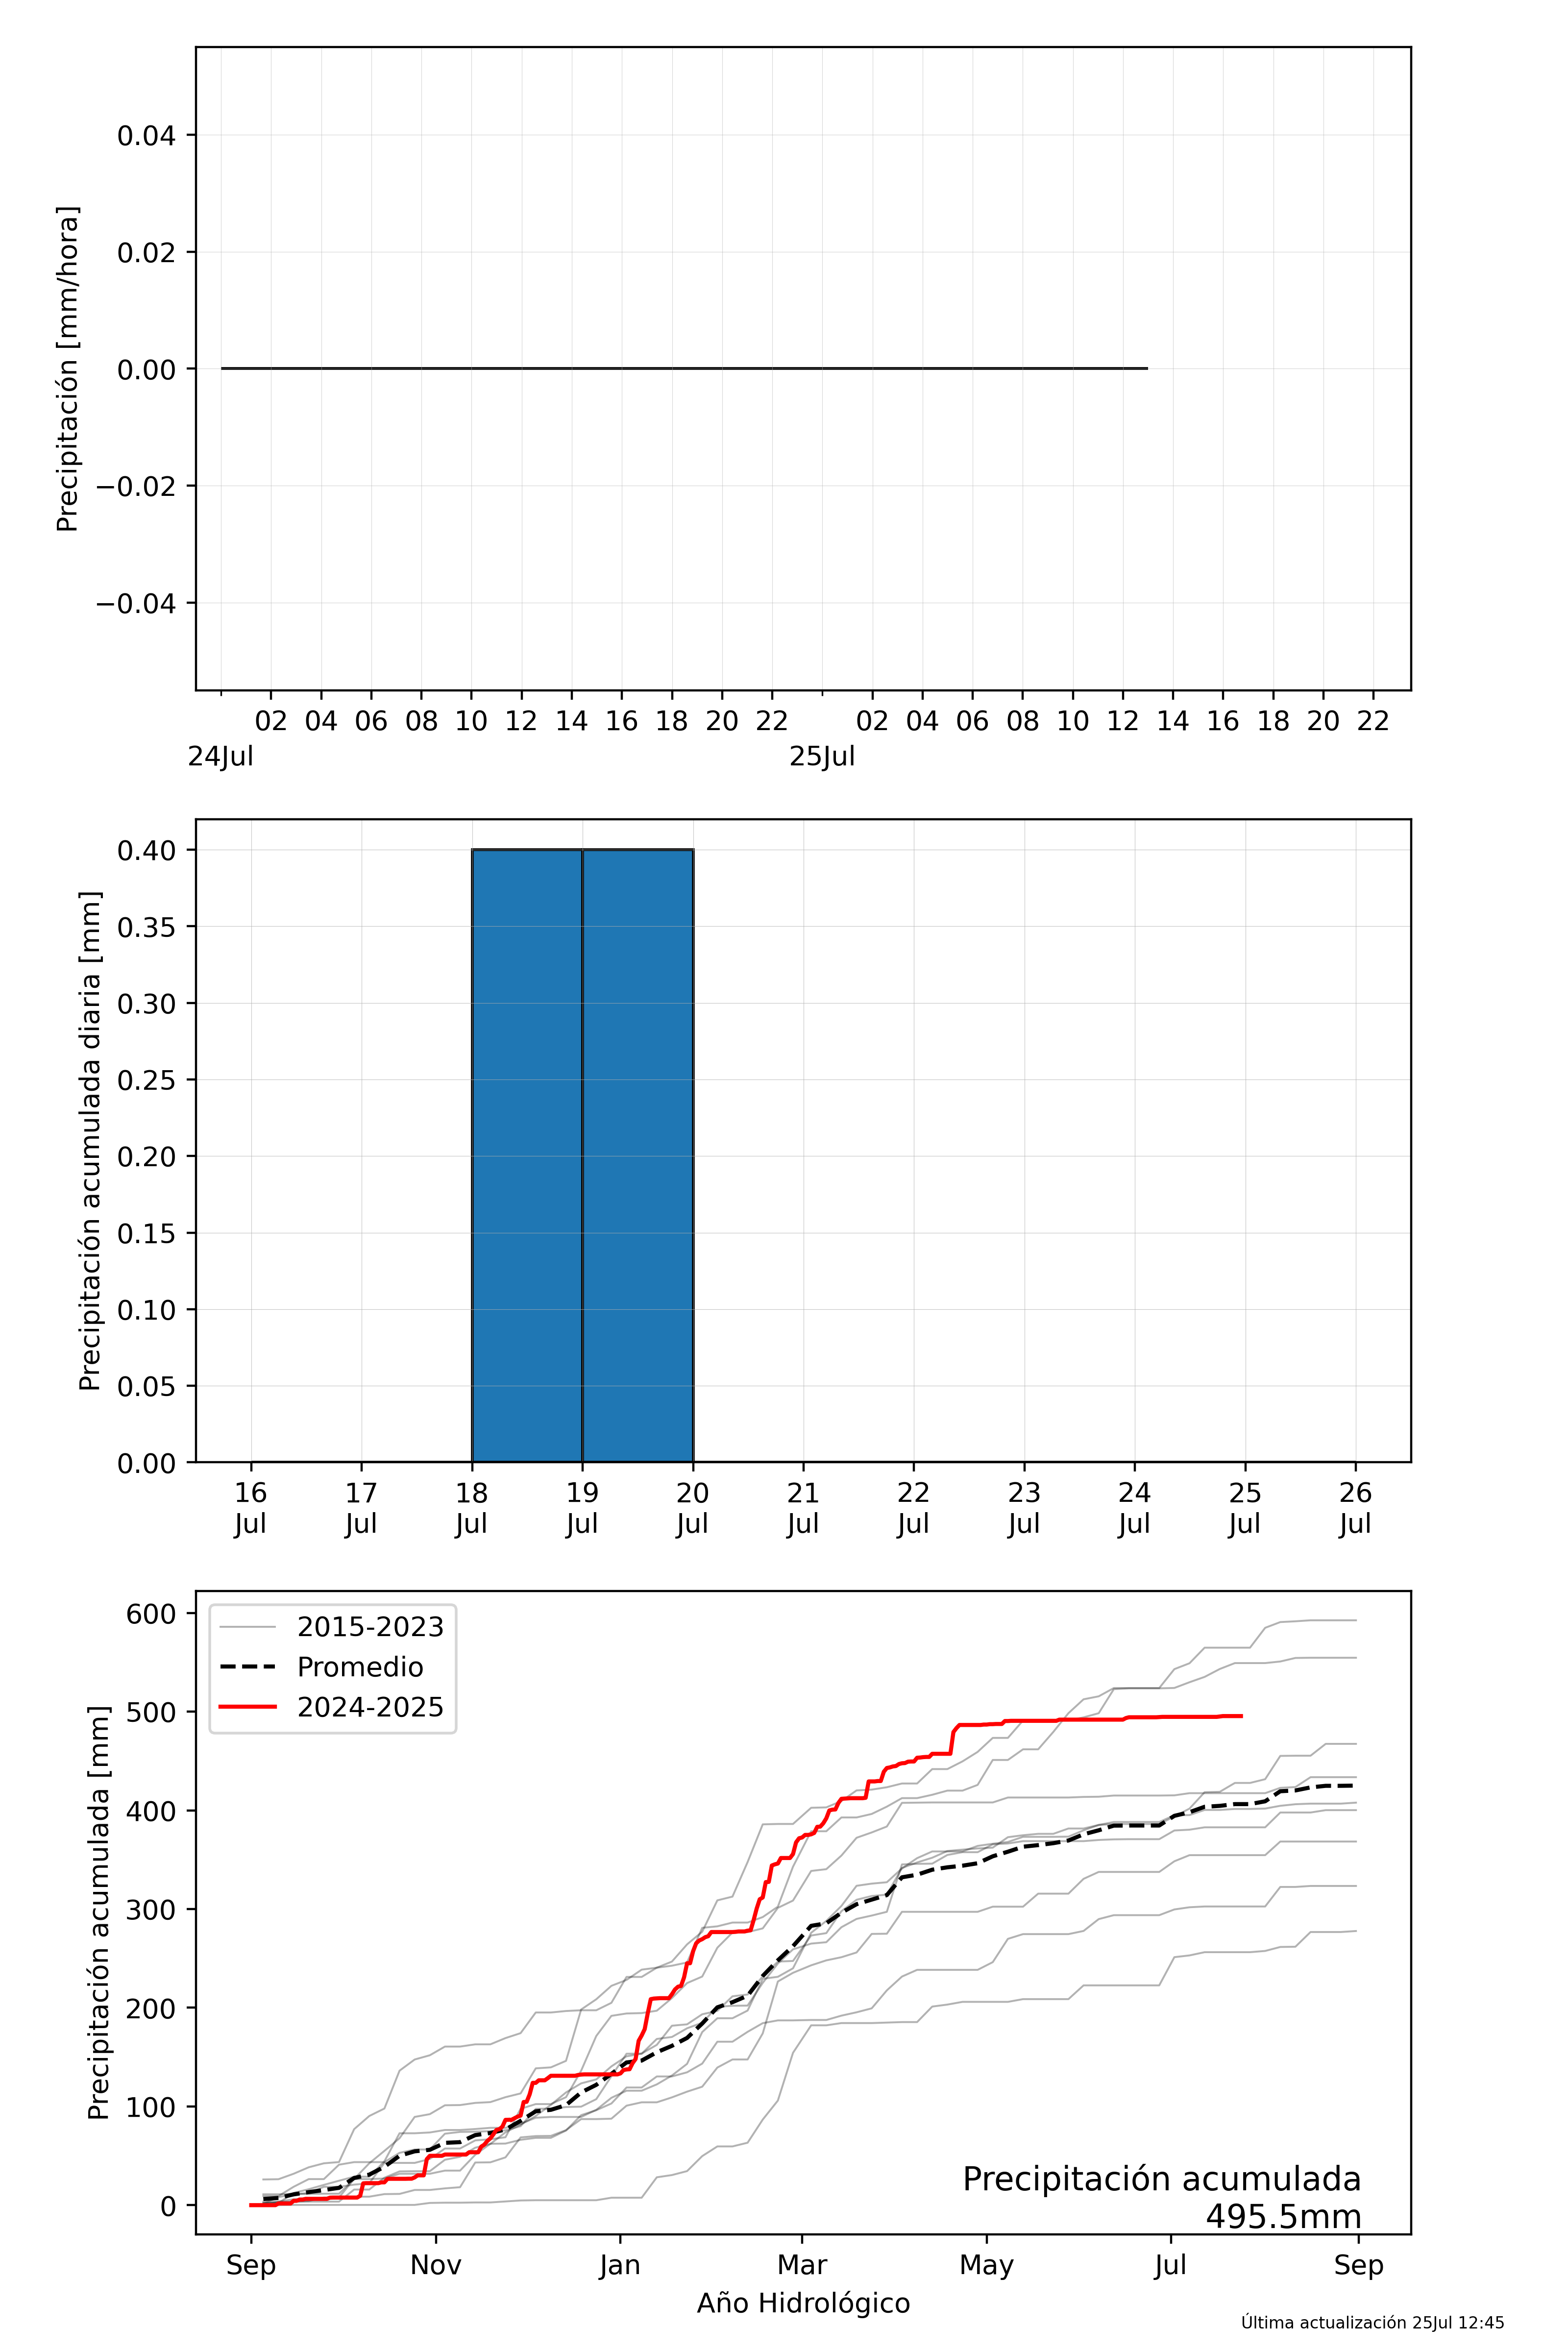 Precipitación [mm/hora]
0.04
0.02
0.00
−0.02
−0.04
02 04 06 08 10 12 14 16 18 20 22 02 04 06 08 10 12 14 16 18 20 22
24Jul 25Jul
Precipitación acumulada diaria [mm]
0.40
0.35
0.30
0.25
0.20
0.15
0.10
0.05
0.00
16 17 18 19 20 21 22 23 24 25 26
Jul Jul Jul Jul Jul Jul Jul Jul Jul Jul Jul
Precipitación acumulada [mm]
600
500
400
300
200
100
0
2015-2023
Promedio
2024-2025
Precipitación acumulada
495.5mm
Sep Nov Jan Mar May Jul Sep
Año Hidrológico
Última actualización 25Jul 12:45